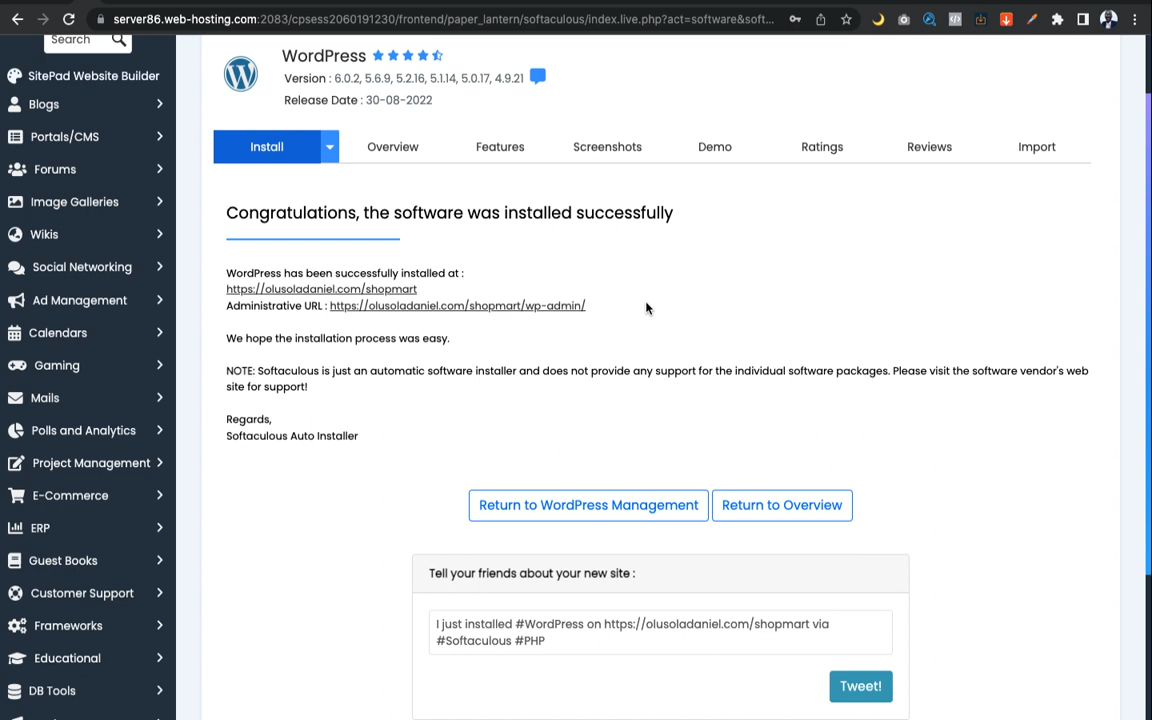 server86.web-hosting.com:2083/cpsess2060191230/frontend/paper_lantern/softaculous/index.live.php?act=software&soft...
Search
SitePad Website Builder
Blogs
Portals/CMS
Forums
Image Galleries
Wikis
Social Networking
Ad Management
Calendars
Gaming
Mails
Polls and Analytics
Project Management
E-Commerce
ERP
Guest Books
Customer Support
Frameworks
Educational
DB Tools
WordPress
Version : 6.0.2, 5.6.9, 5.2.16, 5.1.14, 5.0.17, 4.9.21
Release Date : 30-08-2022
Install Overview Features Screenshots Demo Ratings Reviews Import
Congratulations, the software was installed successfully
WordPress has been successfully installed at :
https://olusoladaniel.com/shopmart
Administrative URL : https://olusoladaniel.com/shopmart/wp-admin/
We hope the installation process was easy.
NOTE: Softaculous is just an automatic software installer and does not provide any support for the individual software packages. Please visit the software vendor's web
site for support!
Regards,
Softaculous Auto Installer
Return to WordPress Management Return to Overview
Tell your friends about your new site :
I just installed #WordPress on https://olusoladaniel.com/shopmart via
#Softaculous #PHP
Tweet!